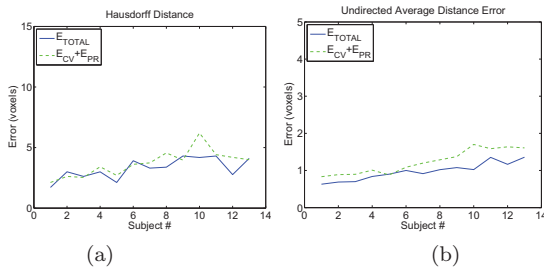 Hausdorff Distance
15
10
5
0
Error (voxels)
E_TOTAL
E_CV+E_PR
0 2 4 6 8 10 12 14
Subject #
(a)
Undirected Average Distance Error
5
4
3
2
1
0
Error (voxels)
E_TOTAL
E_CV+E_PR
0 2 4 6 8 10 12 14
Subject #
(b)